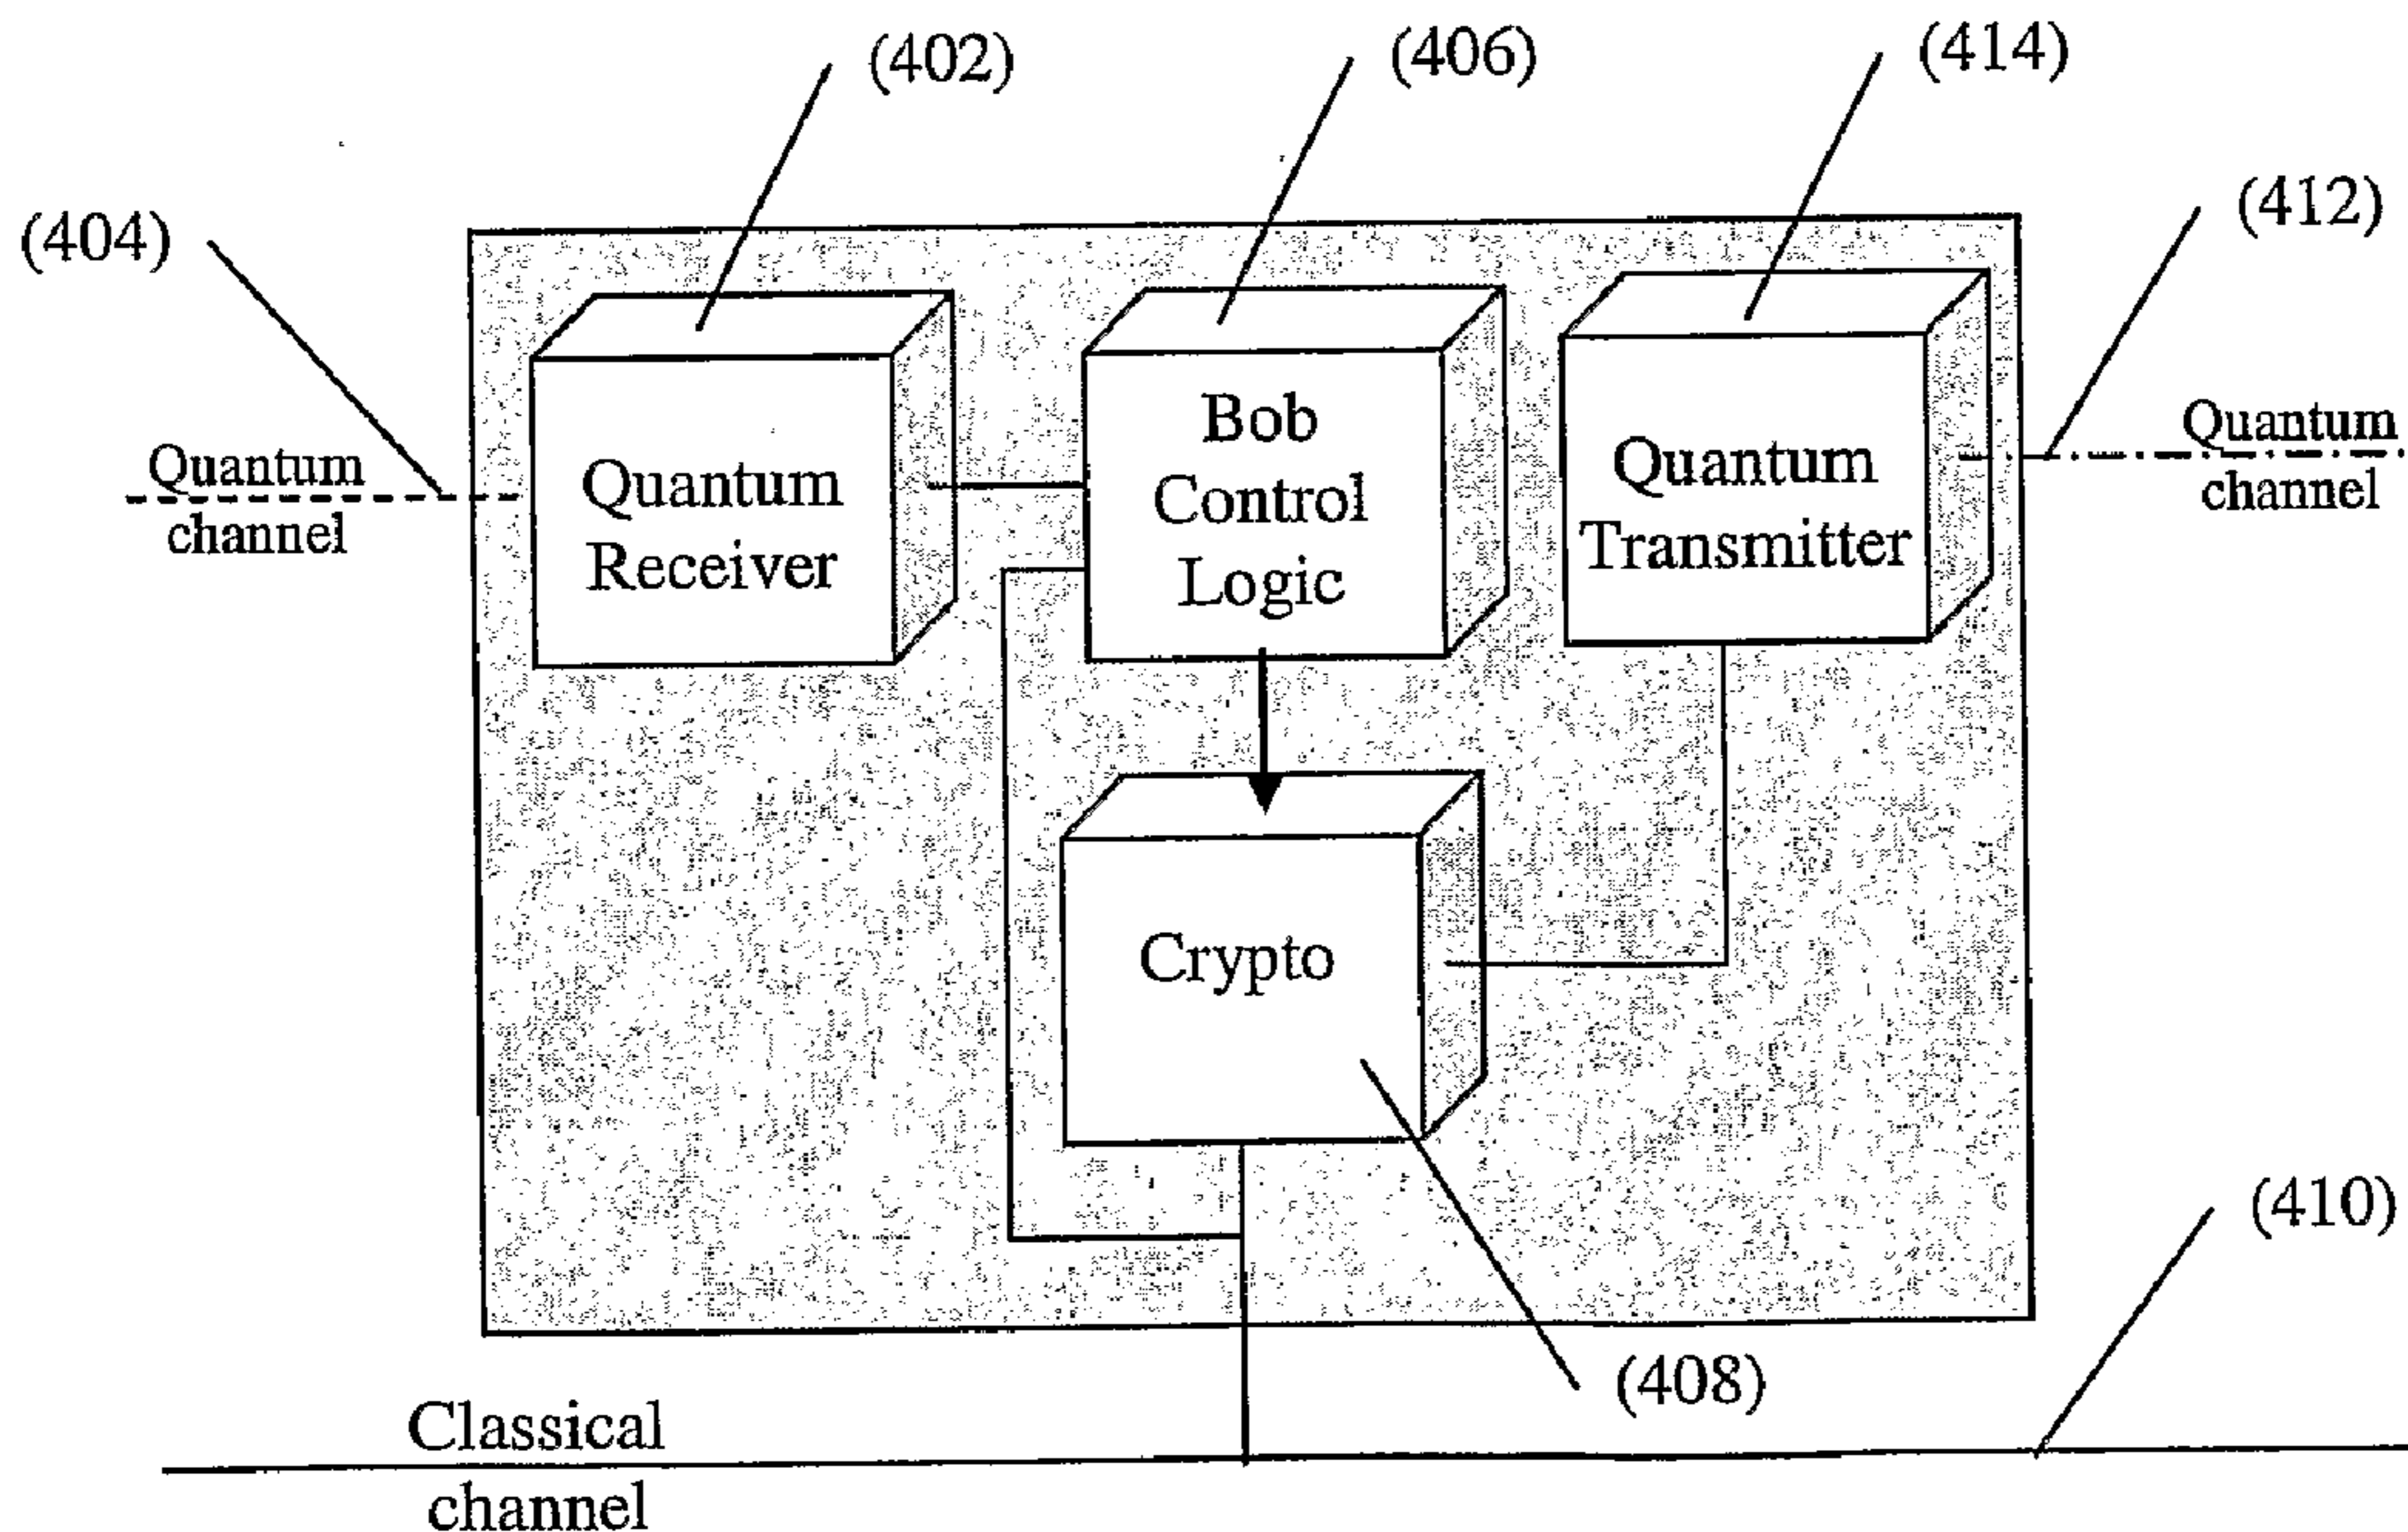 (402)
(406)
(414)
(404)
(412)
Quantum
channel
Quantum
Receiver
Bob
Control
Logic
Quantum
Transmitter
Quantum
channel
Crypto
(410)
(408)
Classical
channel